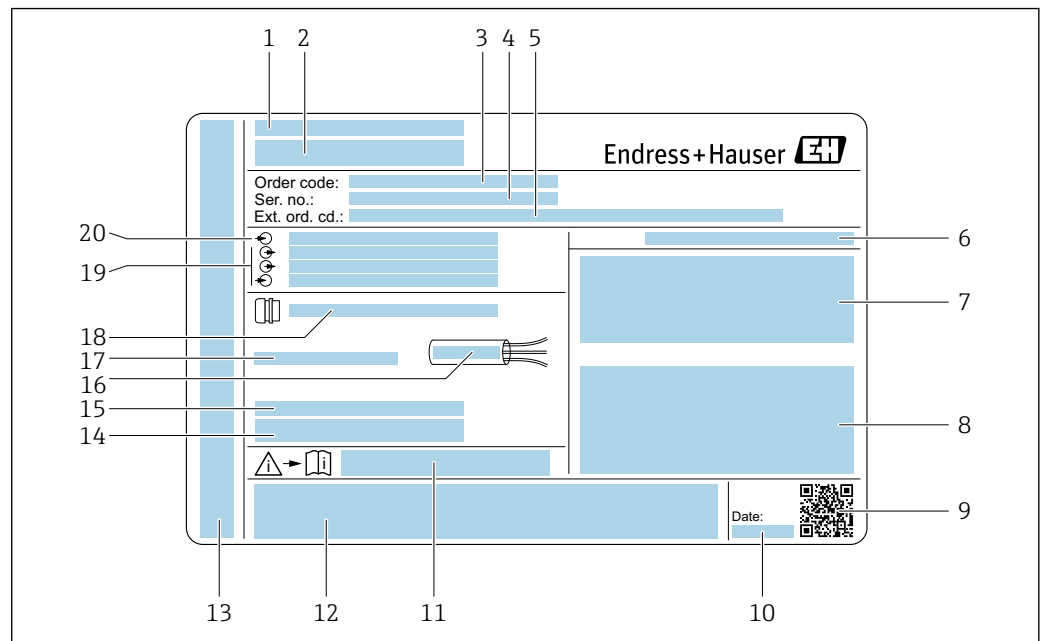 1 2 3 4 5
Endress+Hauser EH
Order code:
Ser. no.:
Ext. ord. cd.:
20
6
19
7
18
17
16
15
14
8
i i
Date:
9
13 12 11 10